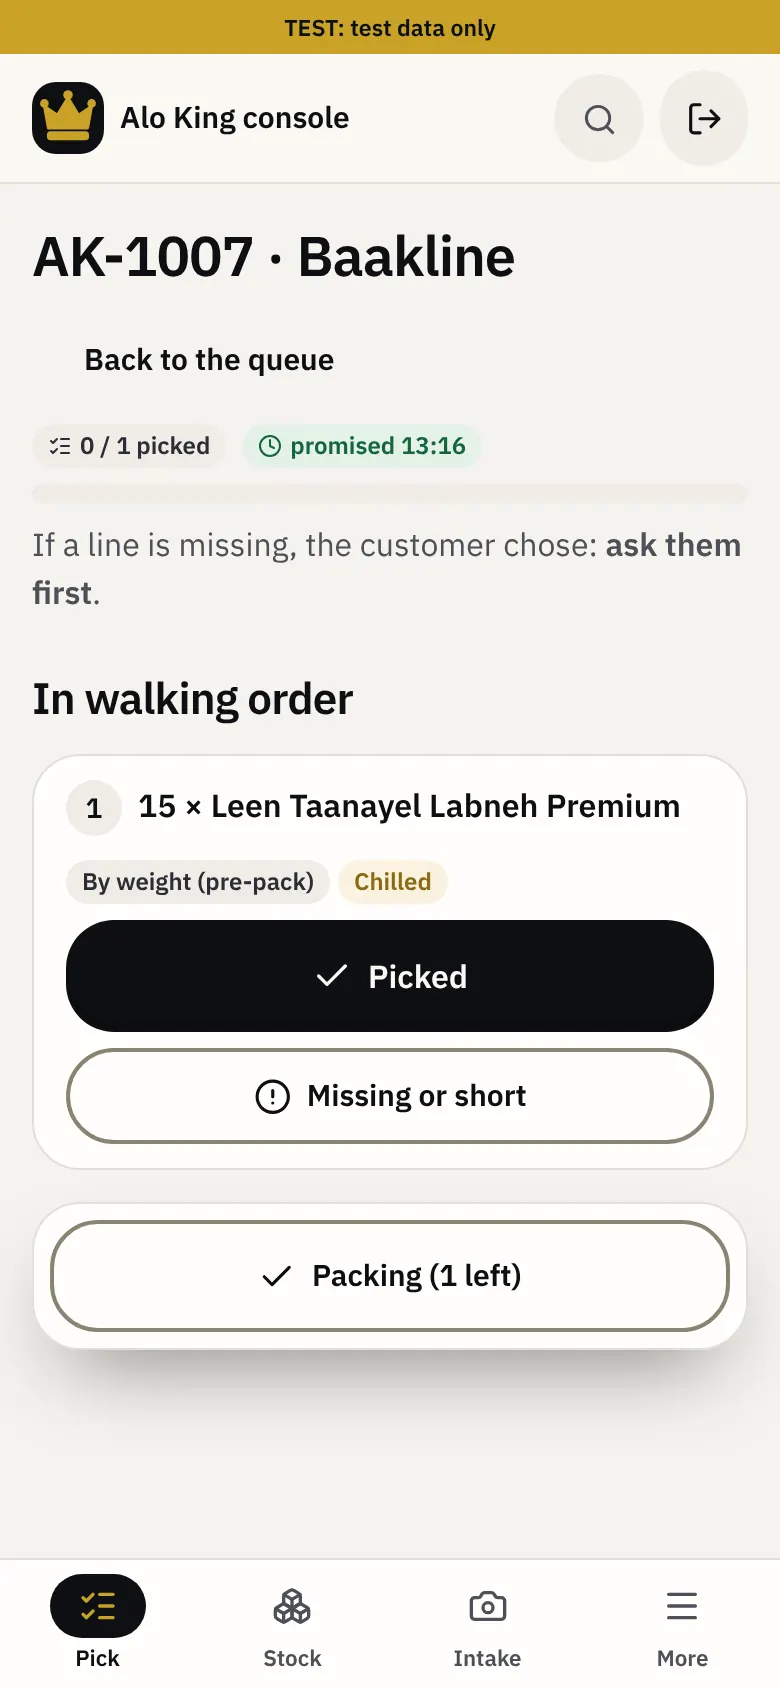 TEST: test data only
Alo King console
AK-1007 · Baakline
Back to the queue
0 / 1 picked
promised 13:16
If a line is missing, the customer chose: ask them
first.
In walking order
1
15 × Leen Taanayel Labneh Premium
By weight (pre-pack)
Chilled
Picked
Missing or short
Packing (1 left)
Pick
Stock
Intake
More